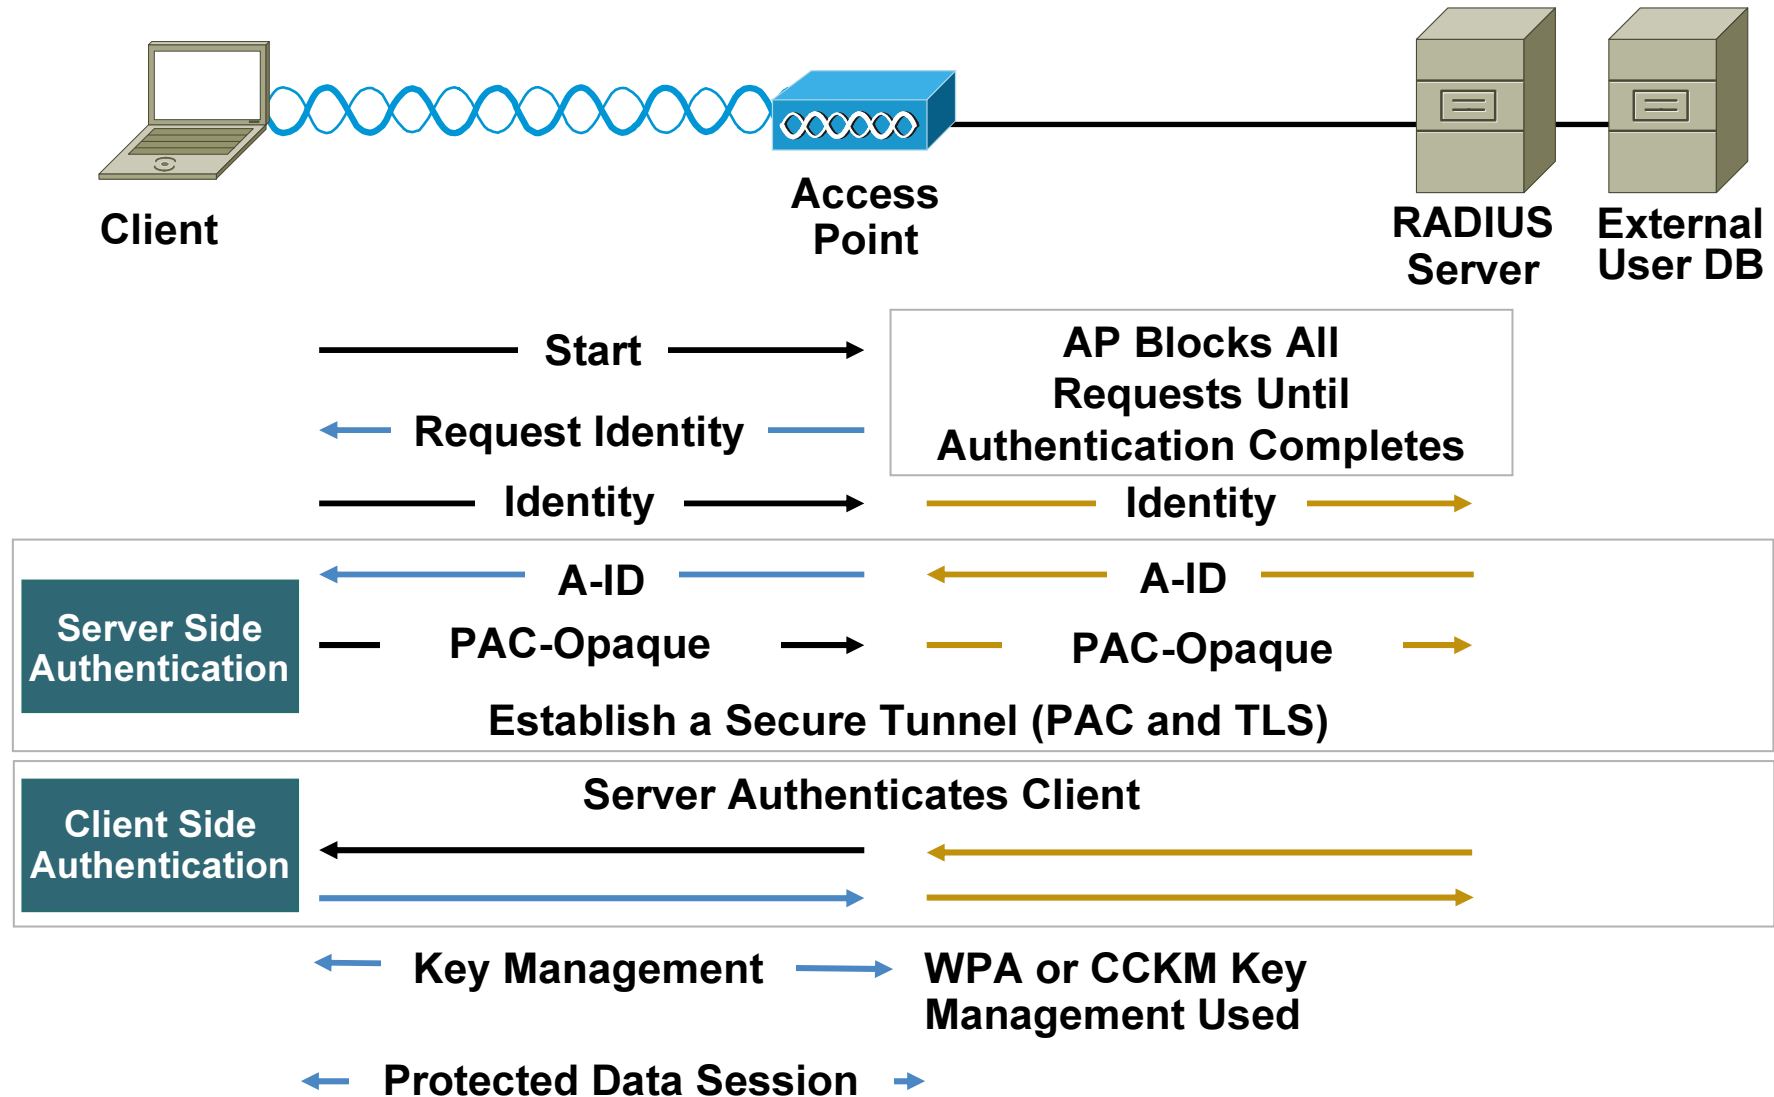 Client
Access
Point
RADIUS
Server
External
User DB
Start
AP Blocks All
Requests Until
Authentication Completes
Request Identity
Identity
Identity
A-ID
A-ID
Server Side
Authentication
PAC-Opaque
PAC-Opaque
Establish a Secure Tunnel (PAC and TLS)
Server Authenticates Client
Client Side
Authentication
Key Management
WPA or CCKM Key
Management Used
Protected Data Session